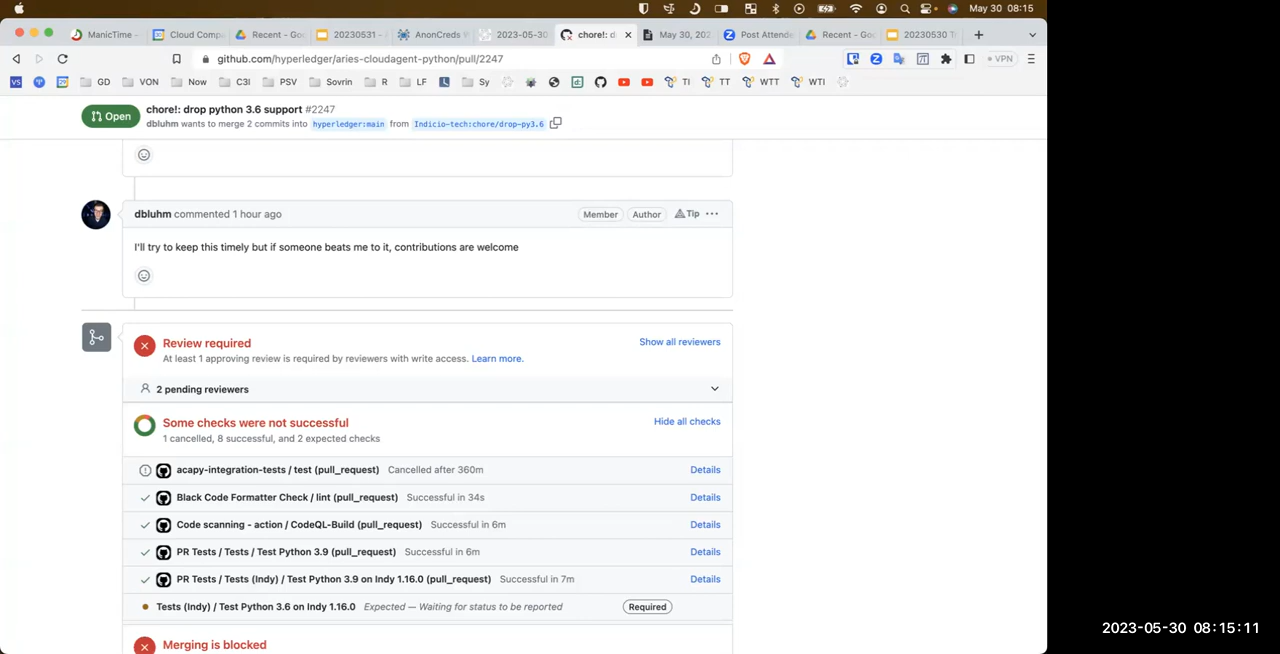 May 30 08:15
ManicTime –
Cloud Compu
Recent - Goo
20230531 -
AnonCreds
2023-05-30
chore!: d
May 30, 202
Post Attende
Recent - Goo
20230530 T
github.com/hyperledger/aries-cloudagent-python/pull/2247
VPN
VS
GD
VON
Now
C3I
PSV
Sovrin
R
LF
Sy
TI
TT
WTT
WTI
Open
chore!: drop python 3.6 support #2247
dbluhm wants to merge 2 commits into hyperledger:main from Indicio-tech:chore/drop-py3.6
dbluhm commented 1 hour ago
Member
Author
Tip
I'll try to keep this timely but if someone beats me to it, contributions are welcome
Review required
Show all reviewers
At least 1 approving review is required by reviewers with write access. Learn more.
2 pending reviewers
Some checks were not successful
Hide all checks
1 cancelled, 8 successful, and 2 expected checks
acapy-integration-tests / test (pull_request) Cancelled after 360m Details
Black Code Formatter Check / lint (pull_request) Successful in 34s Details
Code scanning - action / CodeQL-Build (pull_request) Successful in 6m Details
PR Tests / Tests / Test Python 3.9 (pull_request) Successful in 6m Details
PR Tests / Tests (Indy) / Test Python 3.9 on Indy 1.16.0 (pull_request) Successful in 7m Details
Tests (Indy) / Test Python 3.6 on Indy 1.16.0 Expected — Waiting for status to be reported Required
Merging is blocked
2023-05-30 08:15:11